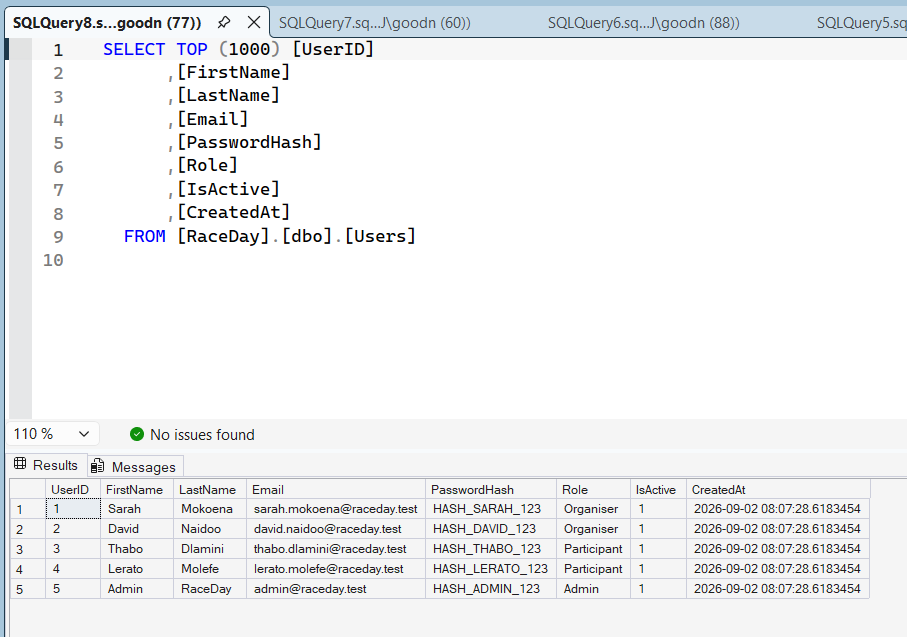 SQLQuery8.s...goodn (77)) SQLQuery7.sq...J\goodn (60)) SQLQuery6.sq...J\goodn (88)) SQLQuery5.sq
1 SELECT TOP (1000) [UserID]
2 ,[FirstName]
3 ,[LastName]
4 ,[Email]
5 ,[PasswordHash]
6 ,[Role]
7 ,[IsActive]
8 ,[CreatedAt]
9 FROM [RaceDay].[dbo].[Users]
10
110 % No issues found
Results Messages
UserID FirstName LastName Email PasswordHash Role IsActive CreatedAt
1 1 Sarah Mokoena sarah.mokoena@raceday.test HASH_SARAH_123 Organiser 1 2026-09-02 08:07:28.6183454
2 2 David Naidoo david.naidoo@raceday.test HASH_DAVID_123 Organiser 1 2026-09-02 08:07:28.6183454
3 3 Thabo Dlamini thabo.dlamini@raceday.test HASH_THABO_123 Participant 1 2026-09-02 08:07:28.6183454
4 4 Lerato Molefe lerato.molefe@raceday.test HASH_LERATO_123 Participant 1 2026-09-02 08:07:28.6183454
5 5 Admin RaceDay admin@raceday.test HASH_ADMIN_123 Admin 1 2026-09-02 08:07:28.6183454